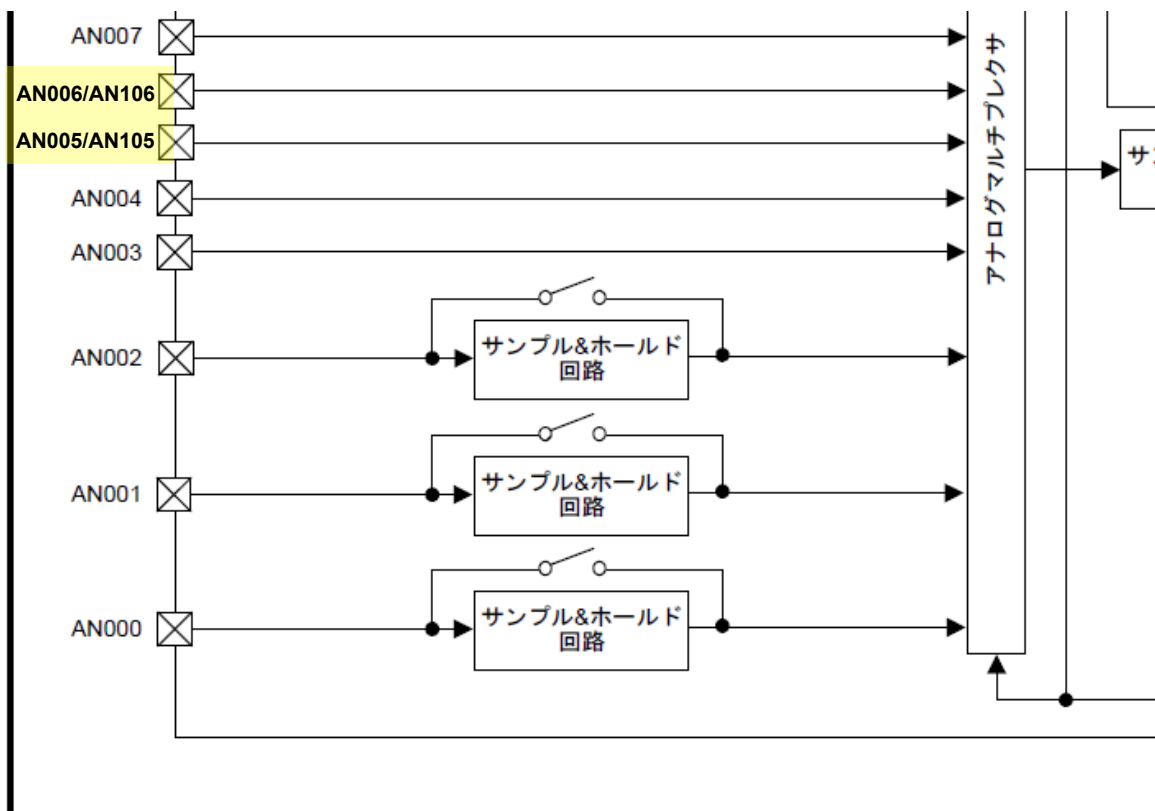 AN007
AN006/AN106
AN005/AN105
AN004
AN003
AN002
AN001
AN000
サンプル&ホールド
回路
サンプル&ホールド
回路
サンプル&ホールド
回路
アナログマルチプレクサ